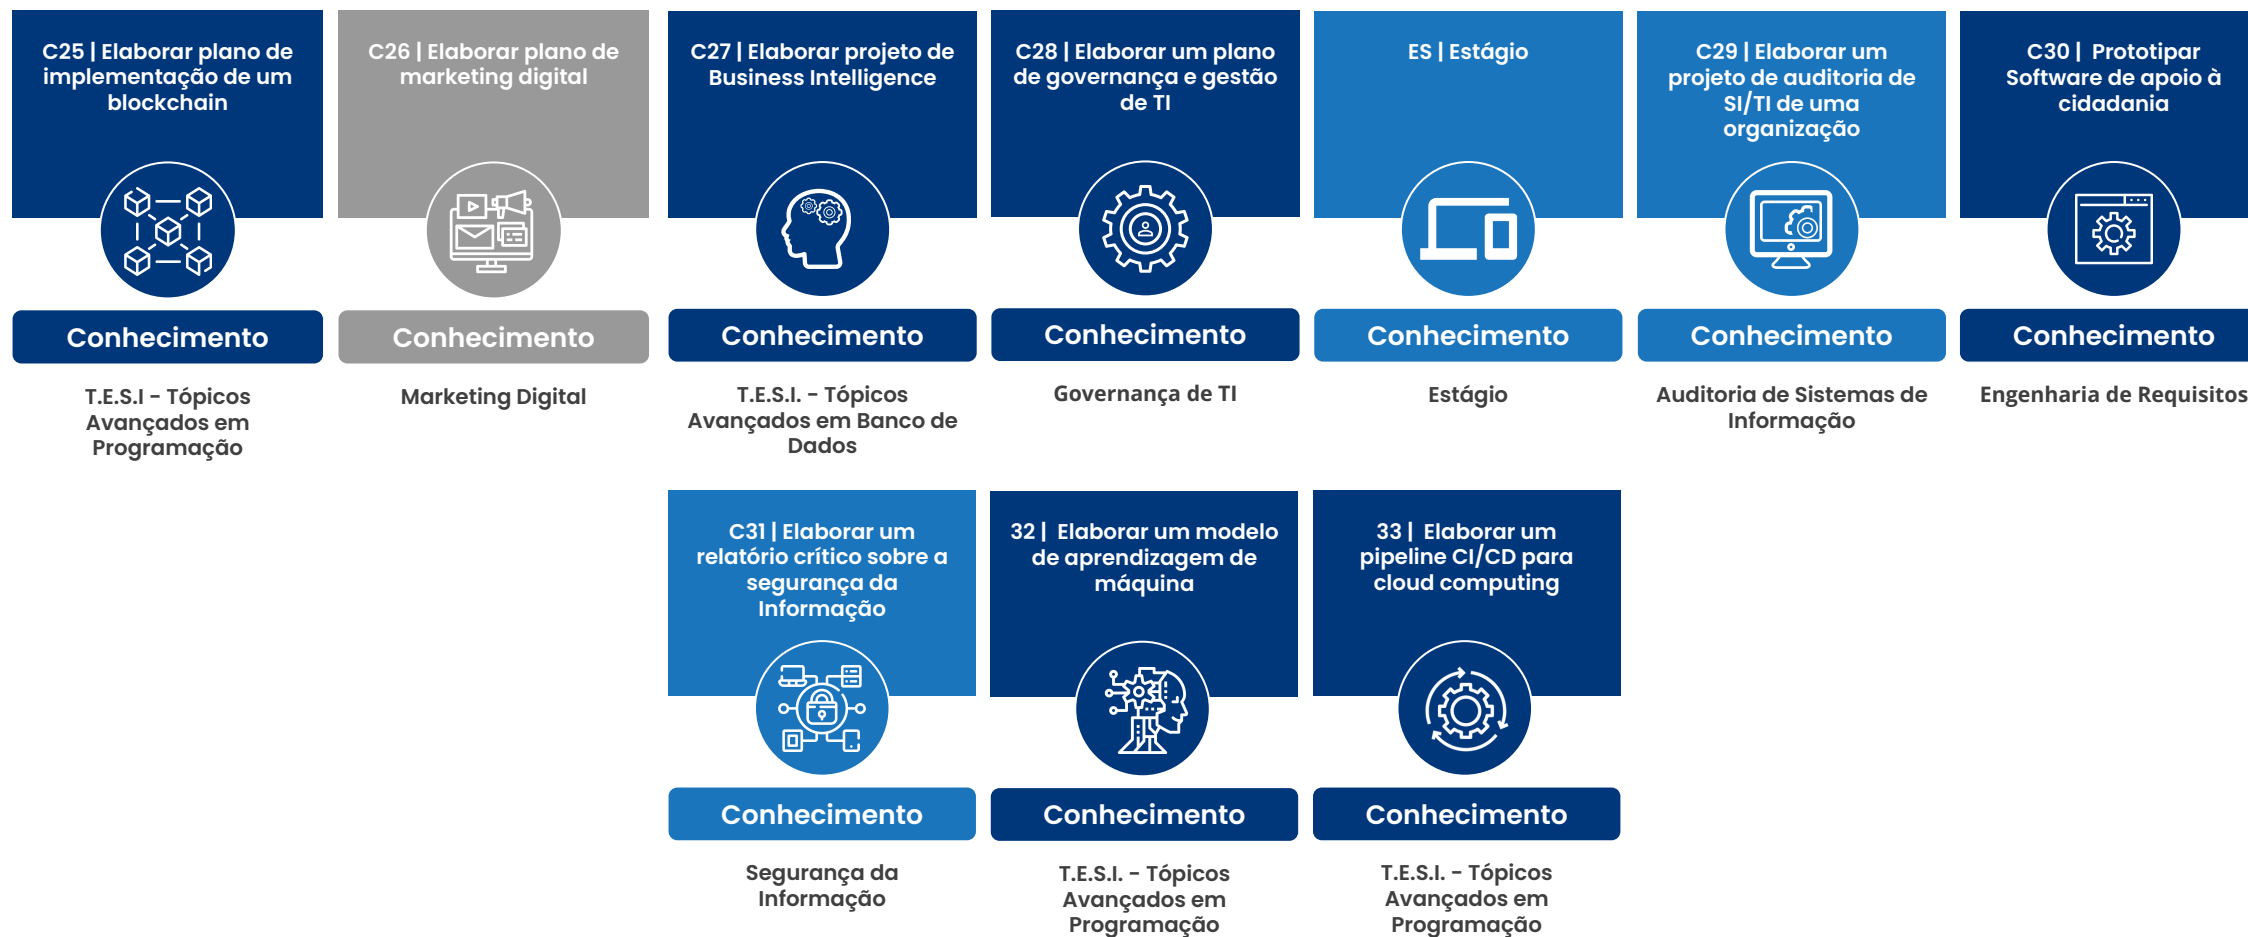 C25 | Elaborar plano de
implementação de um
blockchain
Conhecimento
T.E.S.I - Tópicos
Avançados em
Programação
C26 | Elaborar plano de
marketing digital
Conhecimento
Marketing Digital
C27 | Elaborar projeto de
Business Intelligence
Conhecimento
T.E.S.I. - Tópicos
Avançados em Banco de
Dados
C28 | Elaborar um plano
de governança e gestão
de TI
Conhecimento
Governança de TI
ES | Estágio
Conhecimento
Estágio
C29 | Elaborar um
projeto de auditoria de
SI/TI de uma
organização
Conhecimento
Auditoria de Sistemas de
Informação
C30 | Prototipar
Software de apoio à
cidadania
Conhecimento
Engenharia de Requisitos
C31 | Elaborar um
relatório crítico sobre a
segurança da
Informação
Conhecimento
Segurança da
Informação
32 | Elaborar um modelo
de aprendizagem de
máquina
Conhecimento
T.E.S.I. - Tópicos
Avançados em
Programação
33 | Elaborar um
pipeline CI/CD para
cloud computing
Conhecimento
T.E.S.I. - Tópicos
Avançados em
Programação